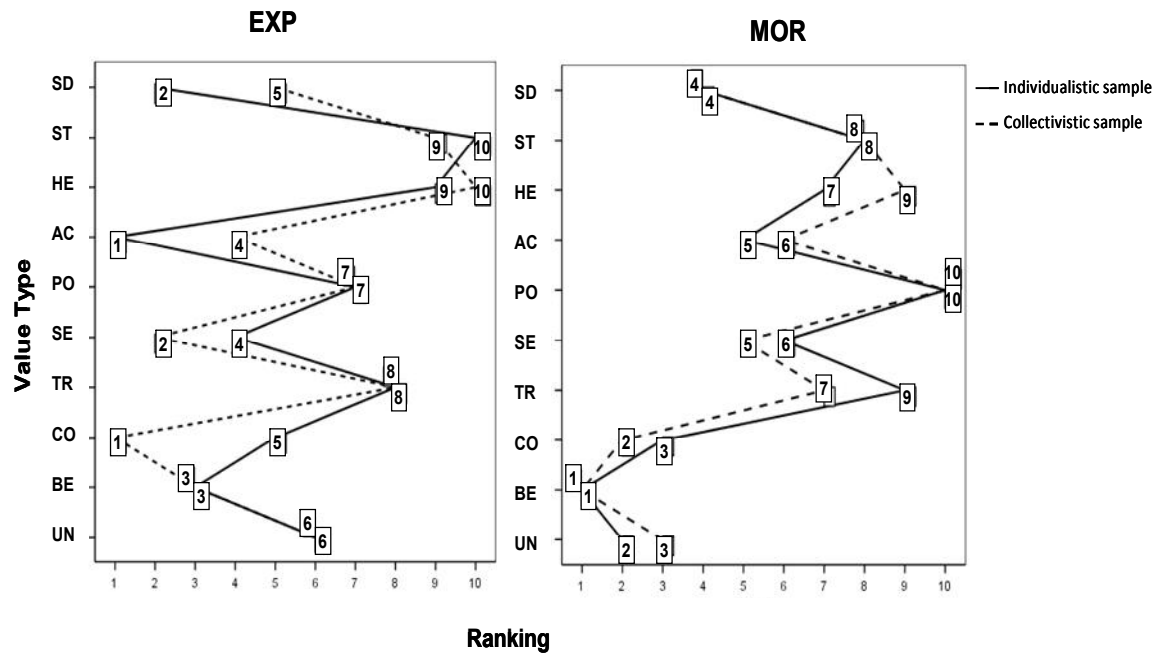 EXP
MOR
SD 2 5
ST 9 10
HE 9 10
AC 1 4
PO 7 7
SE 2 4
TR 8 8
CO 1 5
BE 3 3
UN 6 6
1 2 3 4 5 6 7 8 9 10
SD 4 4
ST 8 8
HE 7 9
AC 5 6
PO 10 10
SE 5 6
TR 7 9
CO 2 3
BE 1 1
UN 2 3
1 2 3 4 5 6 7 8 9 10
Individualistic sample
Collectivistic sample
Value Type
Ranking